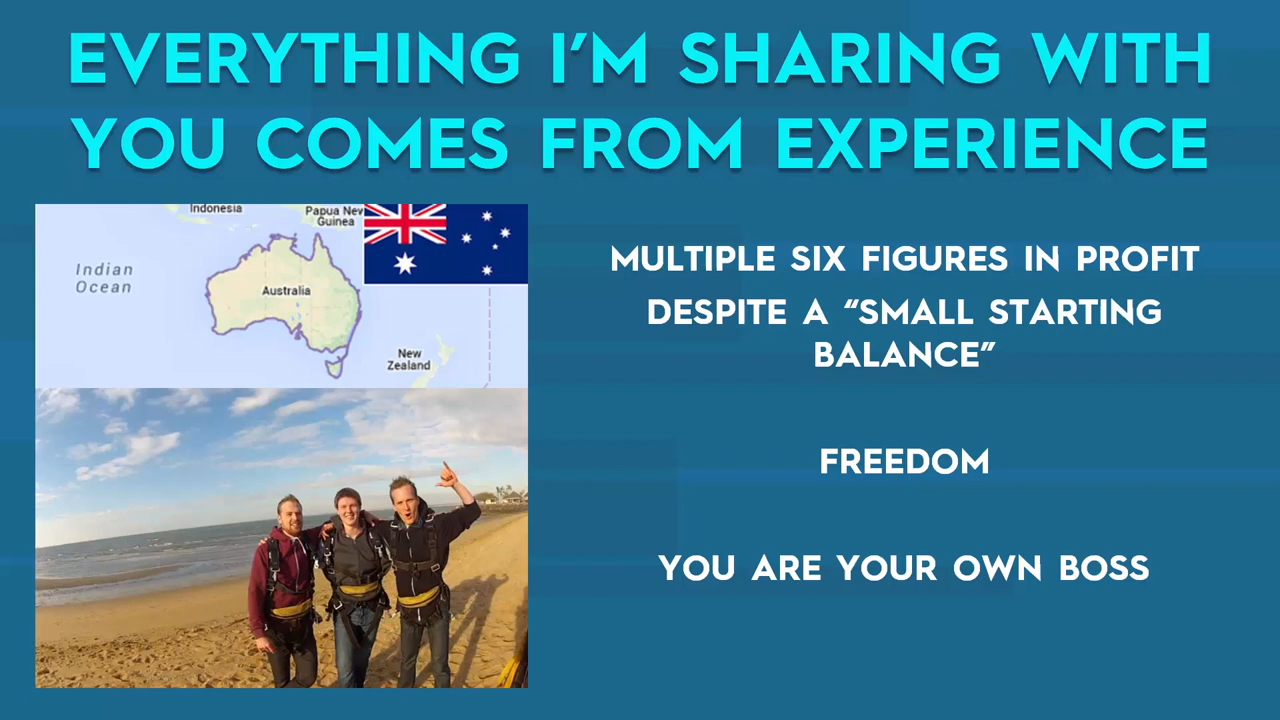 EVERYTHING I'M SHARING WITH
YOU COMES FROM EXPERIENCE
Indonesia
Papua New
Guinea
Indian
Ocean
Australia
New
Zealand
MULTIPLE SIX FIGURES IN PROFIT
DESPITE A “SMALL STARTING
BALANCE”
FREEDOM
YOU ARE YOUR OWN BOSS